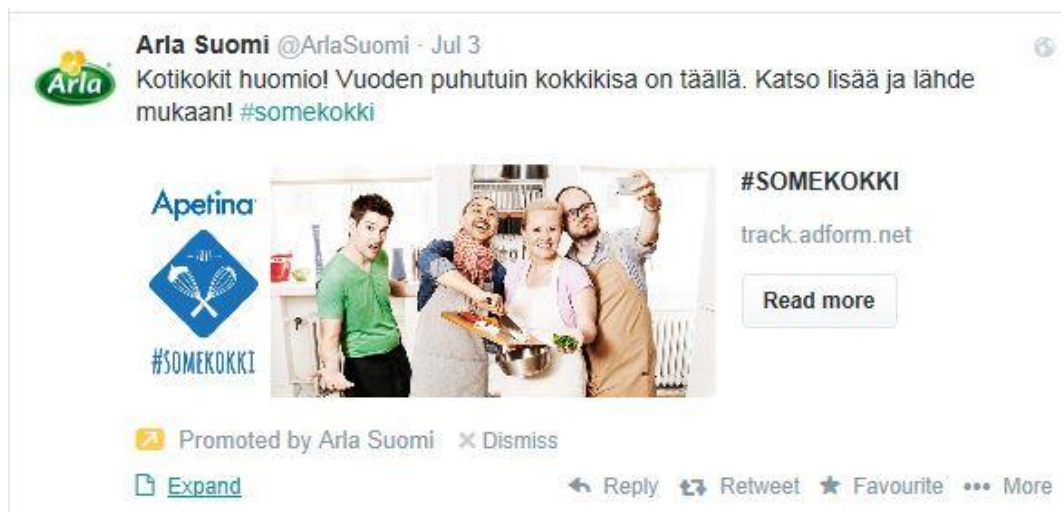 Arla Suomi @ArlaSuomi · Jul 3
Arla
Kotikokit huomio! Vuoden puhutuin kokkikisa on täällä. Katso lisää ja lähde
mukaan! #somekokki
Apetina
#SOMEKOKKI
#SOMEKOKKI
track.adform.net
Read more
Promoted by Arla Suomi × Dismiss
Expand Reply Retweet Favourite ••• More